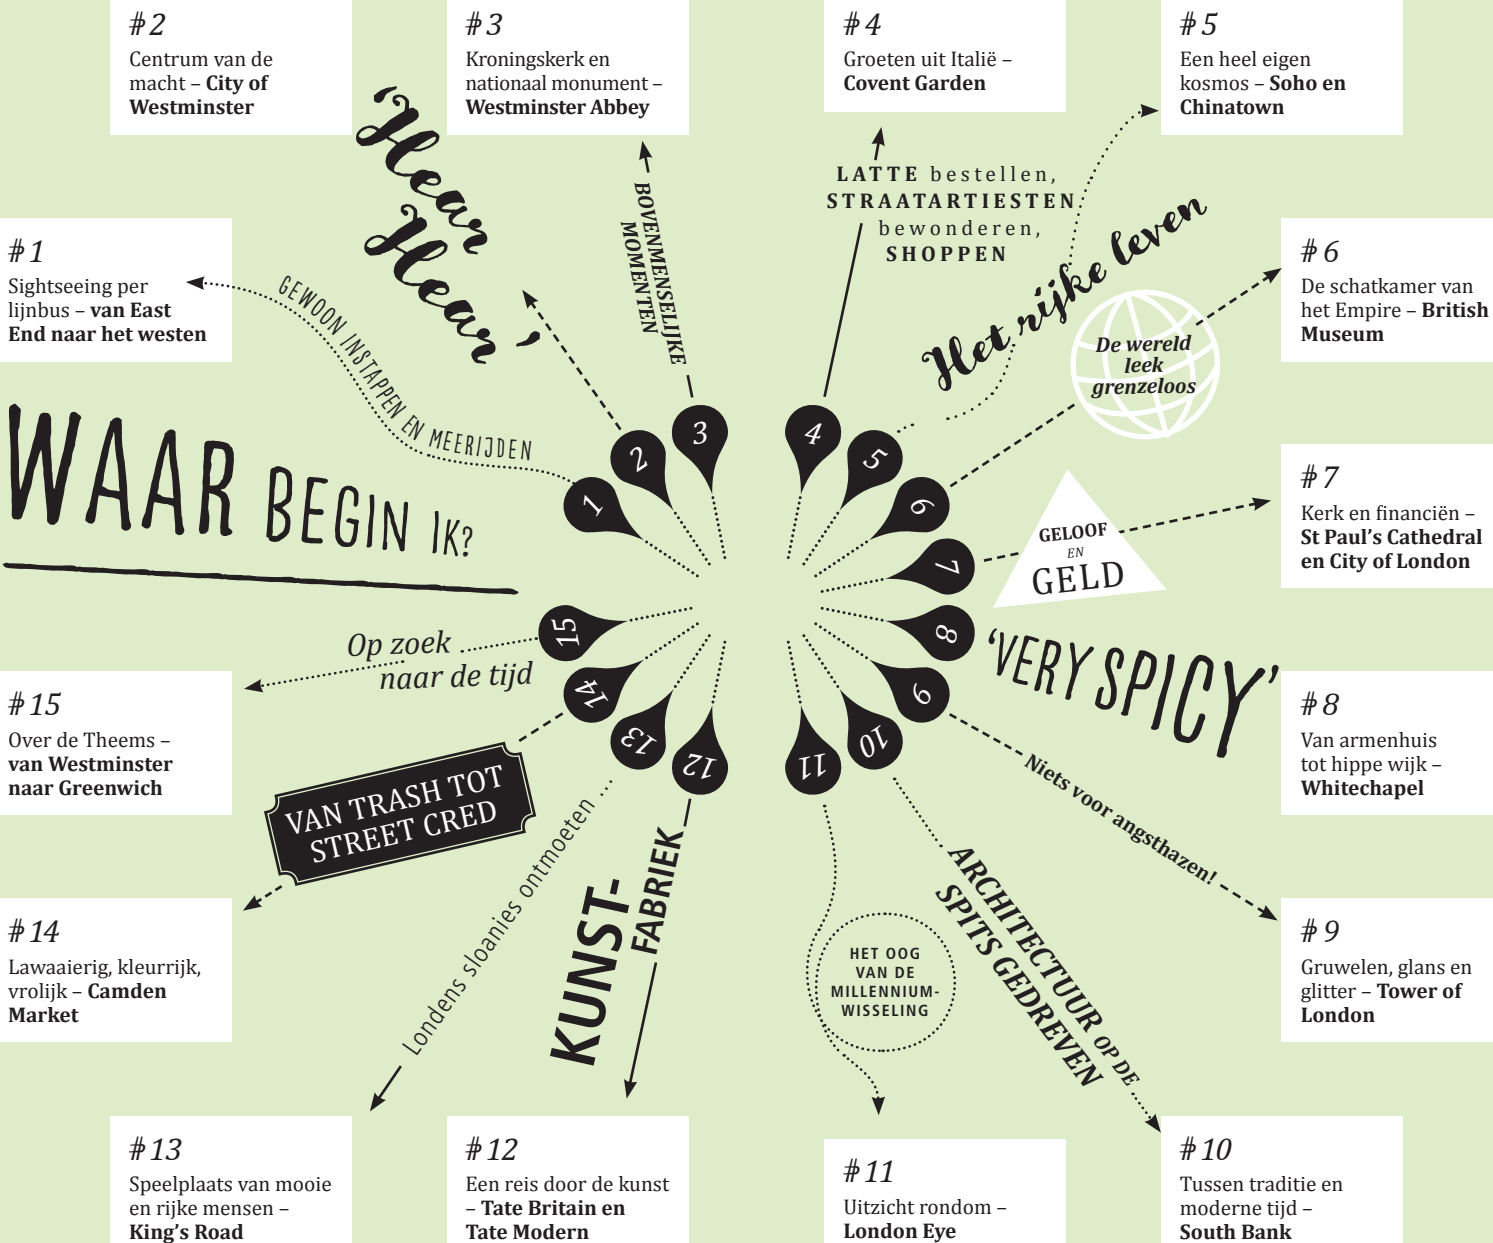 #2
Centrum van de
macht – City of
Westminster
#3
Kroningskerk en
nationaal monument –
Westminster Abbey
#4
Groeten uit Italië –
Covent Garden
#5
Een heel eigen
kosmos – Soho en
Chinatown
#1
Sightseeing per
lijnbus – van East
End naar het westen
GEWOON INSTAPPEN EN MEERIJDEN
'Hear
Hear'
BOVENMENSELIJKE
MOMENTEN
LATTE bestellen,
STRAATARTIESTEN
bewonderen,
SHOPPEN
Het rijke leven
De wereld
leek
grenzeloos
#6
De schatkamer van
het Empire – British
Museum
WAAR BEGIN IK?
1
2
3
4
5
6
7
8
9
10
11
12
13
14
15
GELOOF
EN
GELD
#7
Kerk en financiën –
St Paul's Cathedral
en City of London
Op zoek
naar de tijd
'VERY SPICY'
#15
Over de Theems –
van Westminster
naar Greenwich
#8
Van armenhuis
tot hippe wijk –
Whitechapel
VAN TRASH TOT
STREET CRED
Londens sloanies ontmoeten
KUNST-
FABRIEK
HET OOG
VAN DE
MILLENNIUM-
WISSELING
ARCHITECTUUR OP DE
SPITS GEDREVEN
Niets voor angsthazen!
#14
Lawaaierig, kleurrijk,
vrolijk – Camden
Market
#9
Gruwelen, glans en
glitter – Tower of
London
#13
Speelplaats van mooie
en rijke mensen –
King's Road
#12
Een reis door de kunst
– Tate Britain en
Tate Modern
#11
Uitzicht rondom –
London Eye
#10
Tussen traditie en
moderne tijd –
South Bank